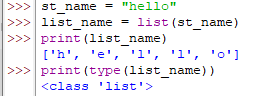 >>> st_name = "hello"
>>> list_name = list(st_name)
>>> print(list_name)
['h', 'e', 'l', 'l', 'o']
>>> print(type(list_name))
<class 'list'>